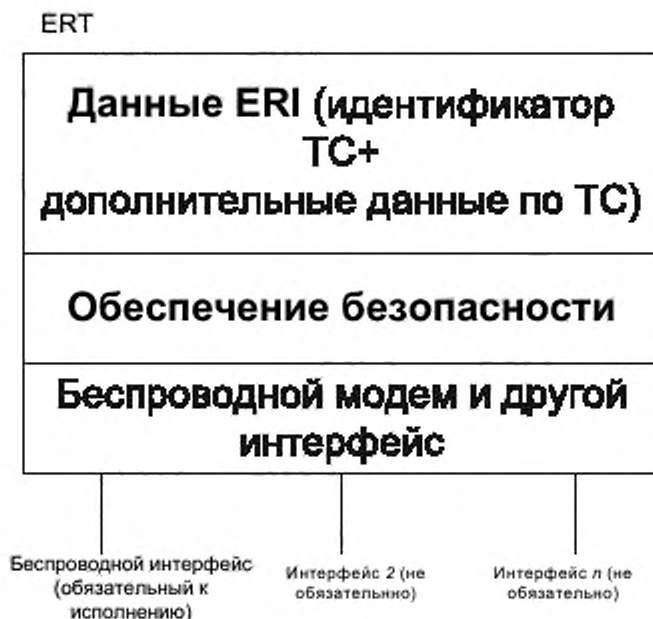 ERT
Данные ERI (идентификатор
ТС+
дополнительные данные по ТС)
Обеспечение безопасности
Беспроводной модем и другой
интерфейс
Беспроводной интерфейс
(обязательный к
исполнению)
Интерфейс 2 (не
обязательнно)
Интерфейс n (не
обязательно)